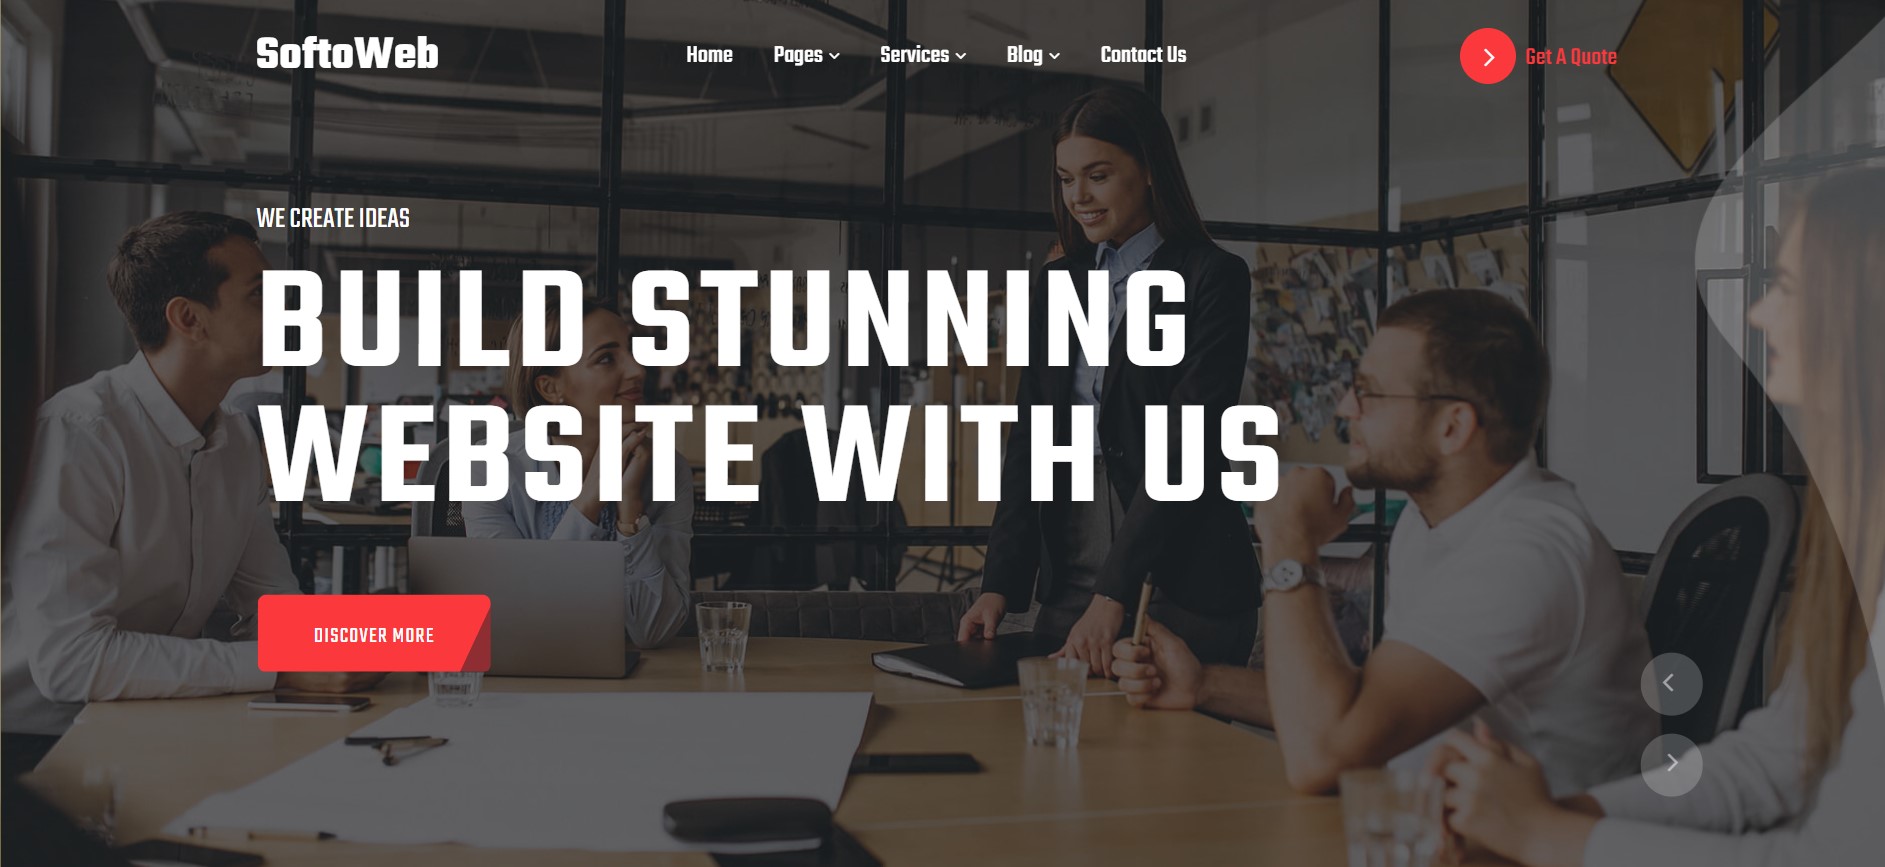 SoftoWeb
Home Pages Services Blog Contact Us
Get A Quote
WE CREATE IDEAS
BUILD STUNNING
WEBSITE WITH US
DISCOVER MORE